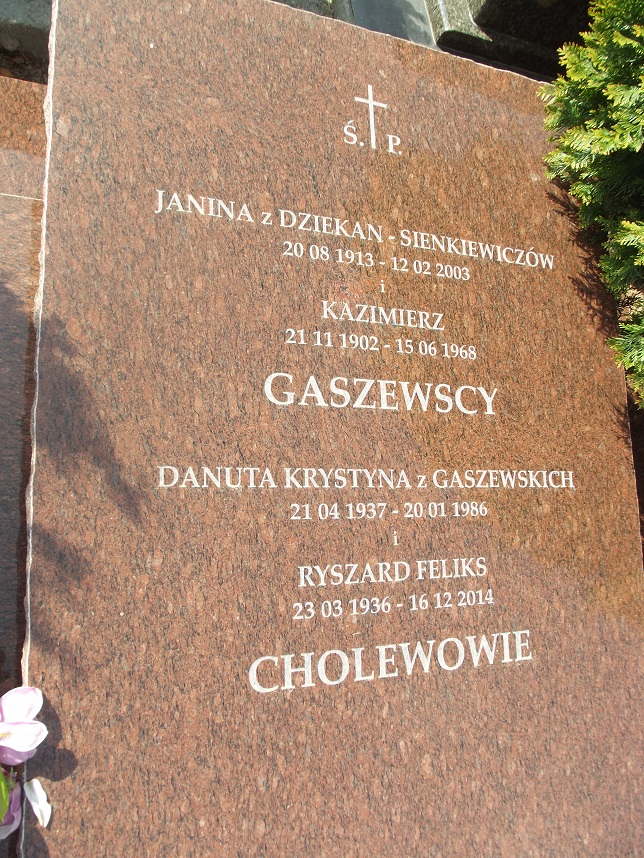 Ś. P.
JANINA z DZIEKAN - SIENKIEWICZÓW
20 08 1913 - 12 02 2003
i
KAZIMIERZ
21 11 1902 - 15 06 1968
GASZEWSCY
DANUTA KRYSTYNA z GASZEWSKICH
21 04 1937 - 20 01 1986
i
RYSZARD FELIKS
23 03 1936 - 16 12 2014
CHOLEWOWIE